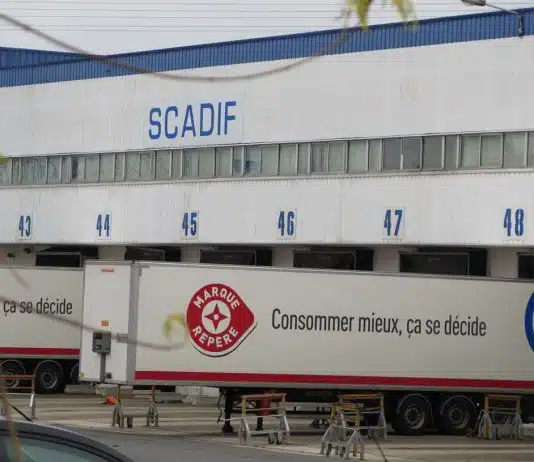 SCADIF
43 44 45 46 47 48
ça se décide
MARQUE
REPÈRE
Consommer mieux, ça se décide